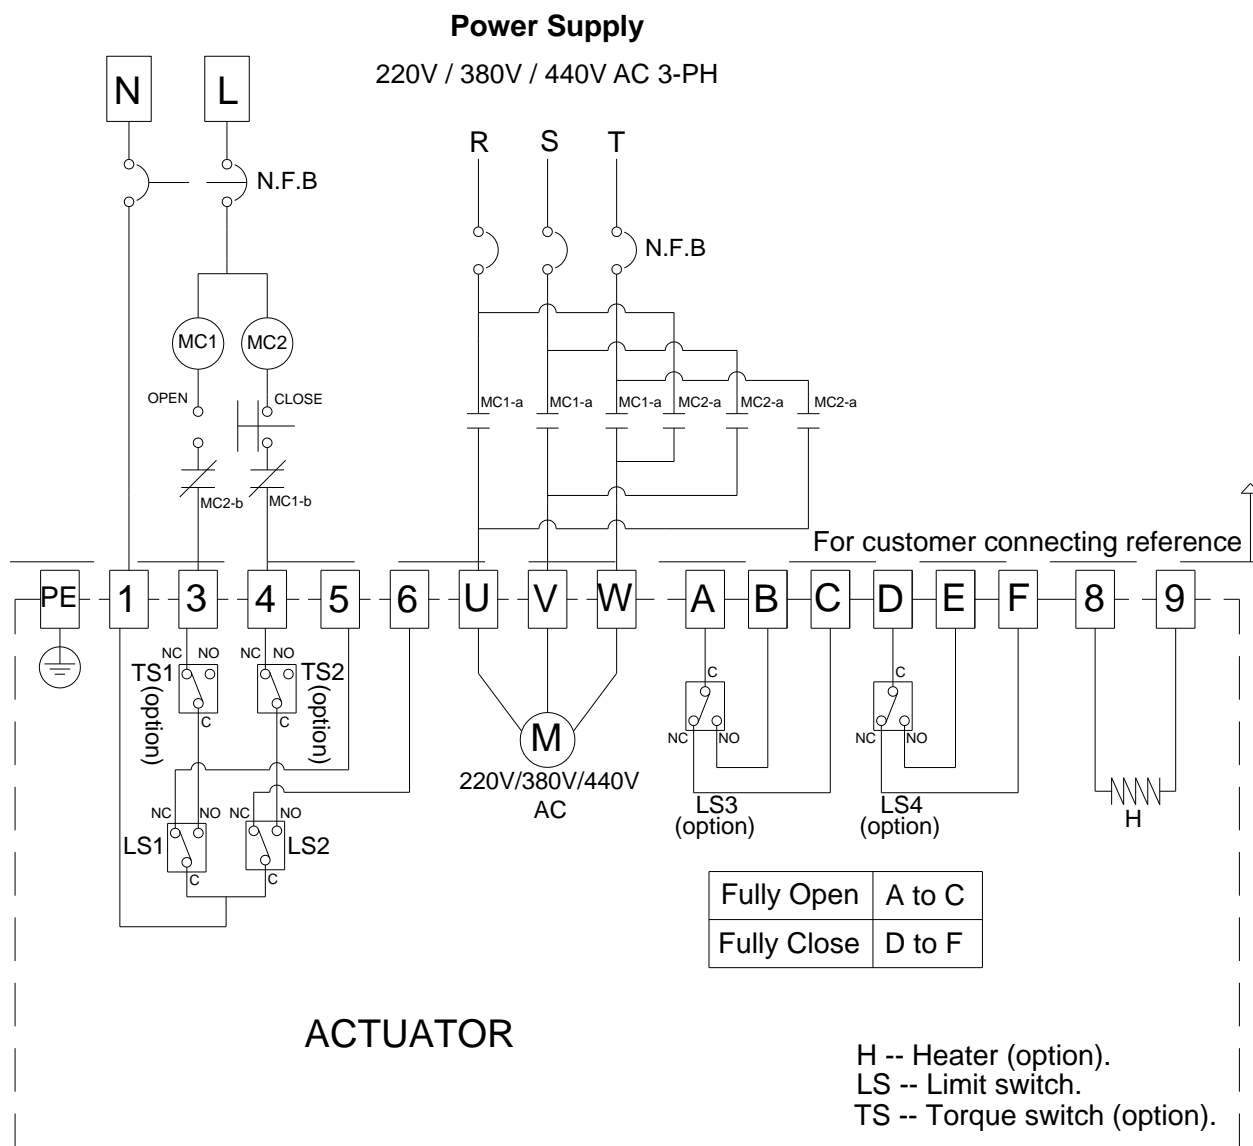 Power Supply
220V / 380V / 440V AC 3-PH
N L
R S T
N.F.B
N.F.B
MC1 MC2
OPEN CLOSE
MC1-a MC1-a MC1-a MC2-a MC2-a MC2-a
MC2-b MC1-b
For customer connecting reference
PE 1 3 4 5 6 U V W A B C D E F 8 9
NC NO NC NO
TS1 (option) TS2 (option)
C C
C C
M
NC NO NC NO
220V/380V/440V
AC
LS3 LS4
(option) (option)
NC NO NC NO
H
LS1 LS2
C C
Fully Open A to C
Fully Close D to F
ACTUATOR
H -- Heater (option).
LS -- Limit switch.
TS -- Torque switch (option).